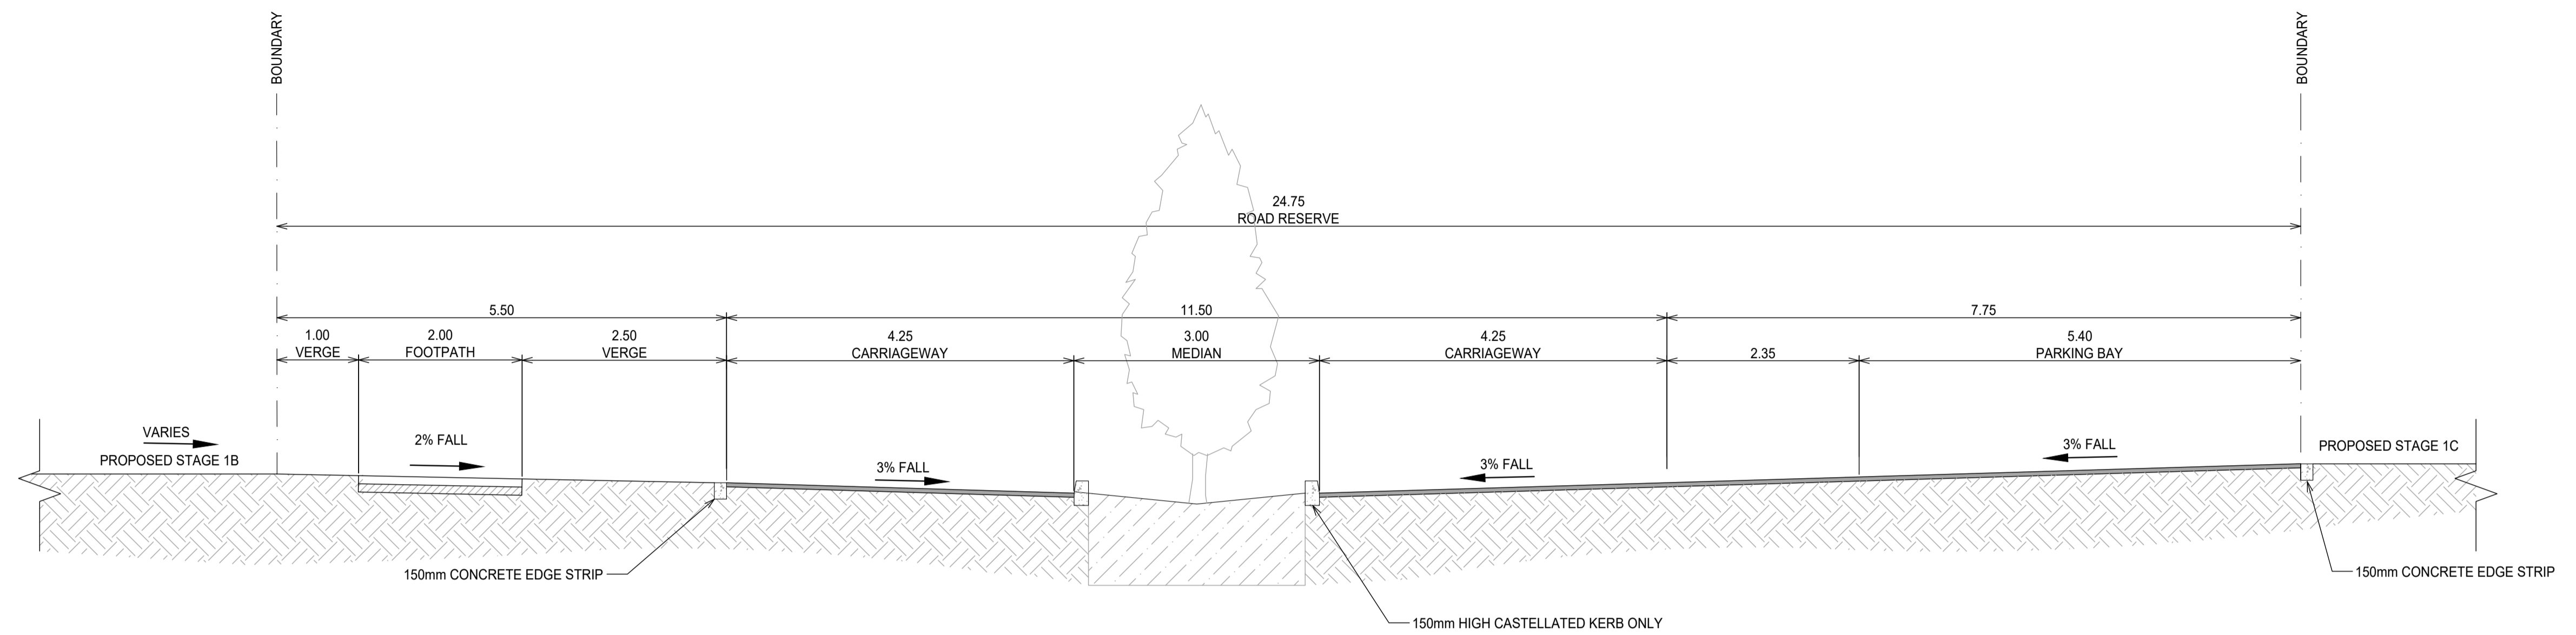 BOUNDARY
BOUNDARY
24.75
ROAD RESERVE
5.50
11.50
7.75
1.00
VERGE
2.00
FOOTPATH
2.50
VERGE
4.25
CARRIAGEWAY
3.00
MEDIAN
4.25
CARRIAGEWAY
2.35
5.40
PARKING BAY
VARIES
PROPOSED STAGE 1B
2% FALL
3% FALL
3% FALL
3% FALL
PROPOSED STAGE 1C
150mm CONCRETE EDGE STRIP
150mm HIGH CASTELLATED KERB ONLY
150mm CONCRETE EDGE STRIP